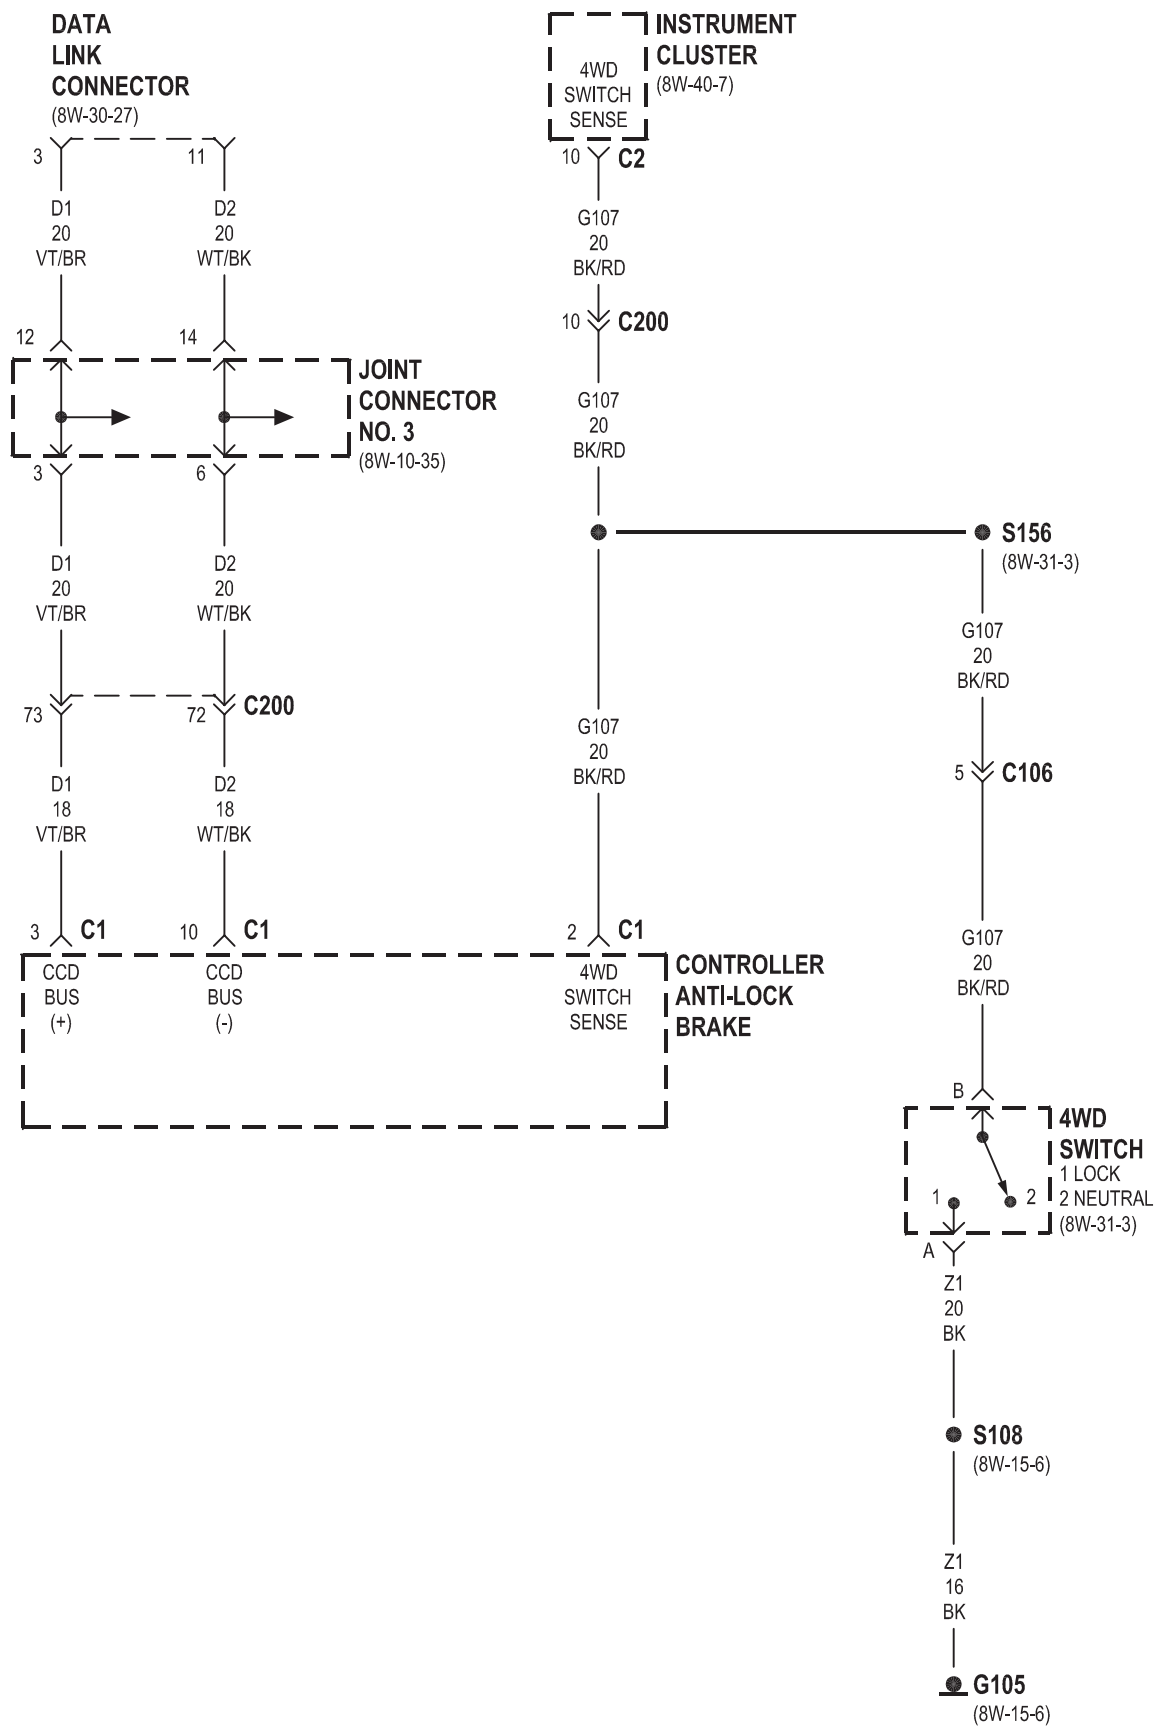 DATA
LINK
CONNECTOR
(8W-30-27)
3
11
D1
20
VT/BR
D2
20
WT/BK
12
14
JOINT
CONNECTOR
NO. 3
(8W-10-35)
3
6
D1
20
VT/BR
D2
20
WT/BK
73
72
C200
D1
18
VT/BR
D2
18
WT/BK
3
C1
10
C1
CCD
BUS
(+)
CCD
BUS
(-)
INSTRUMENT
CLUSTER
(8W-40-7)
4WD
SWITCH
SENSE
10
C2
G107
20
BK/RD
10
C200
G107
20
BK/RD
S156
(8W-31-3)
G107
20
BK/RD
2
C1
4WD
SWITCH
SENSE
CONTROLLER
ANTI-LOCK
BRAKE
G107
20
BK/RD
5
C106
G107
20
BK/RD
B
4WD
SWITCH
1 LOCK
2 NEUTRAL
(8W-31-3)
1
2
A
Z1
20
BK
S108
(8W-15-6)
Z1
16
BK
G105
(8W-15-6)